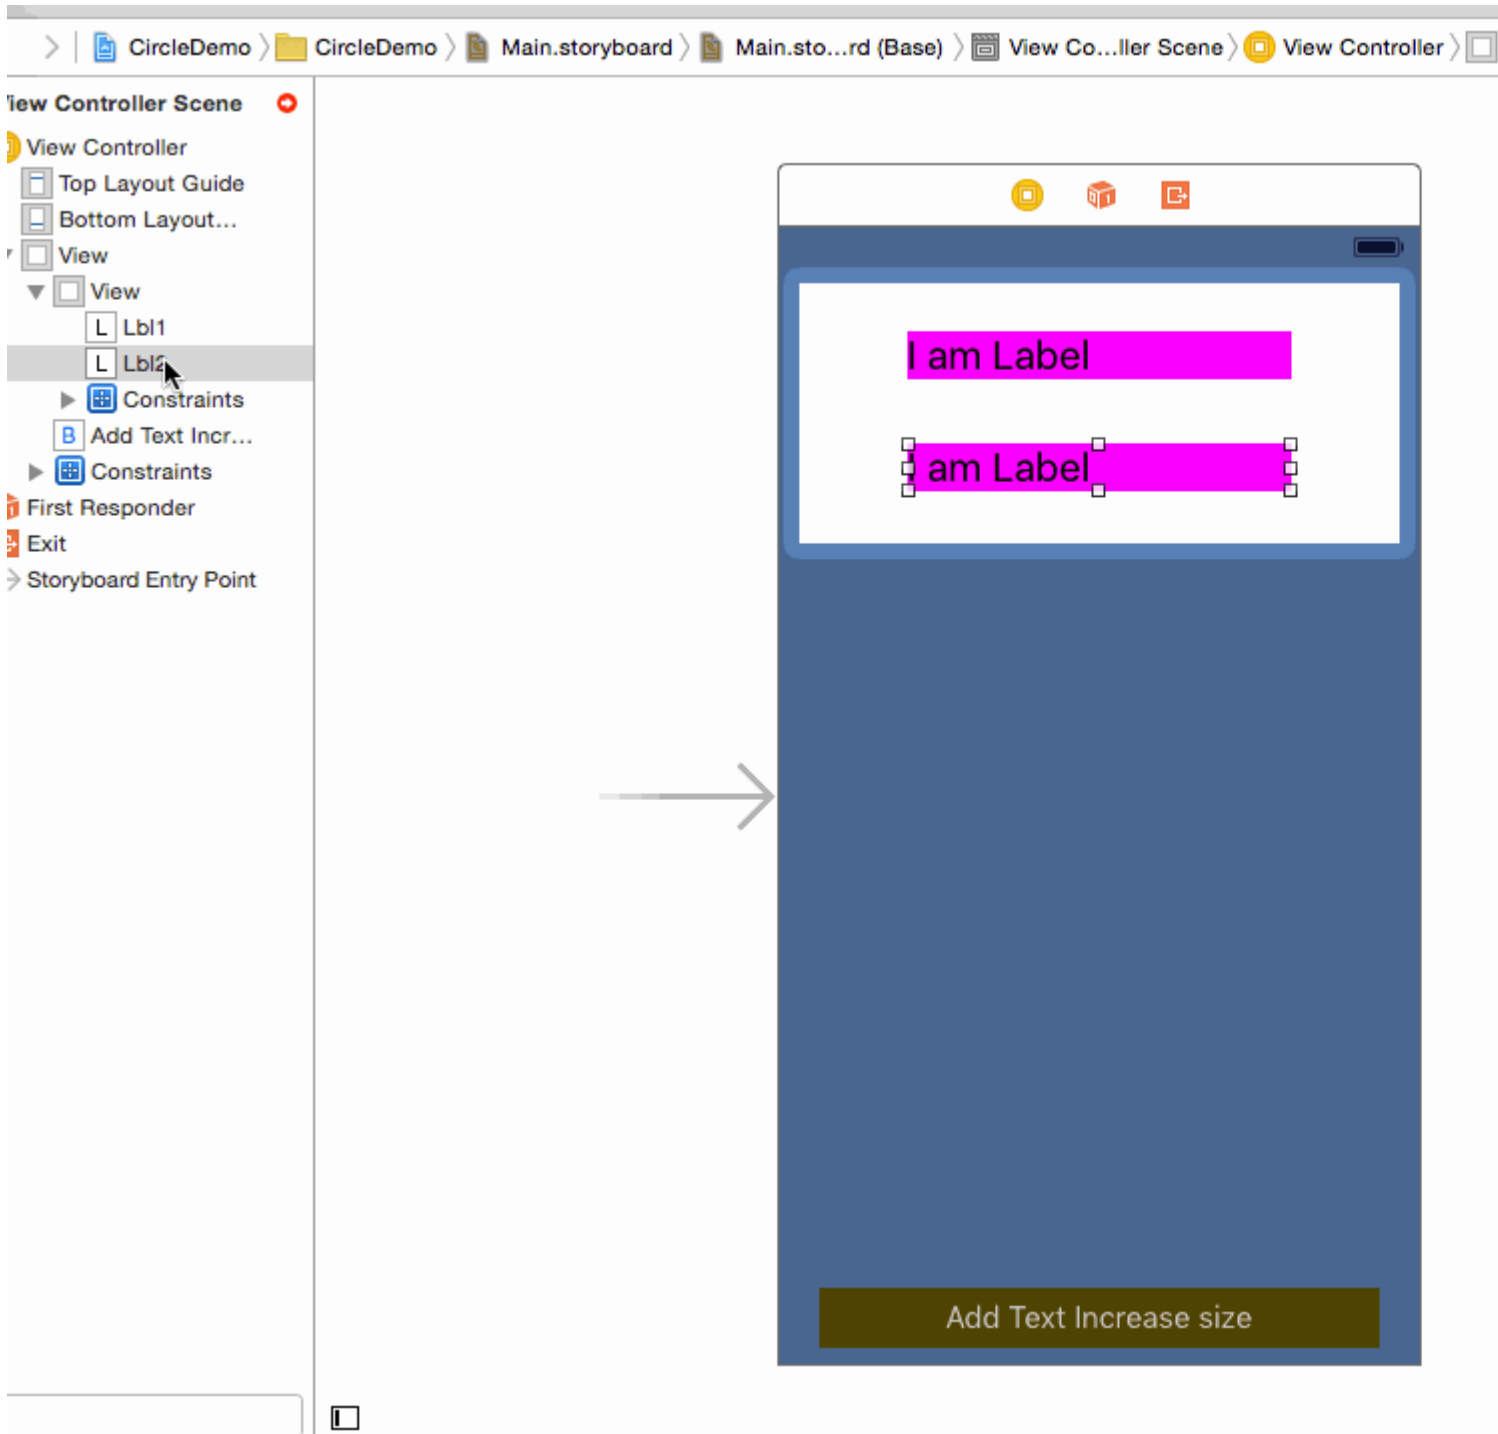 CircleDemo CircleDemo Main.storyboard Main.sto...rd (Base) View Co...ller Scene View Controller
iew Controller Scene
View Controller
Top Layout Guide
Bottom Layout...
View
View
L Lbl1
L Lbl2
Constraints
B Add Text Incr...
Constraints
First Responder
Exit
Storyboard Entry Point
I am Label
I am Label
Add Text Increase size